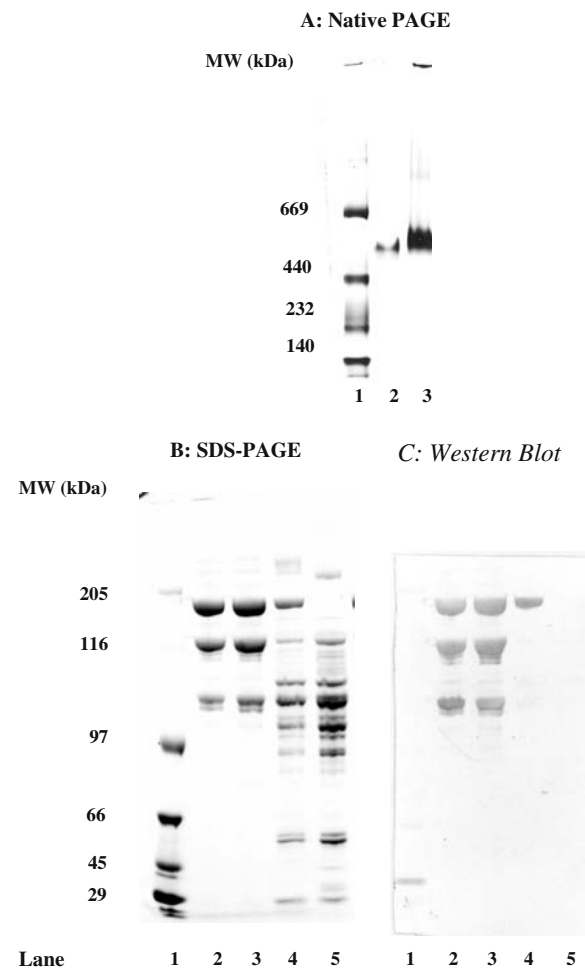 A: Native PAGE
MW (kDa)
669
440
232
140
1 2 3
B: SDS-PAGE
C: Western Blot
MW (kDa)
205
116
97
66
45
29
Lane 1 2 3 4 5 1 2 3 4 5